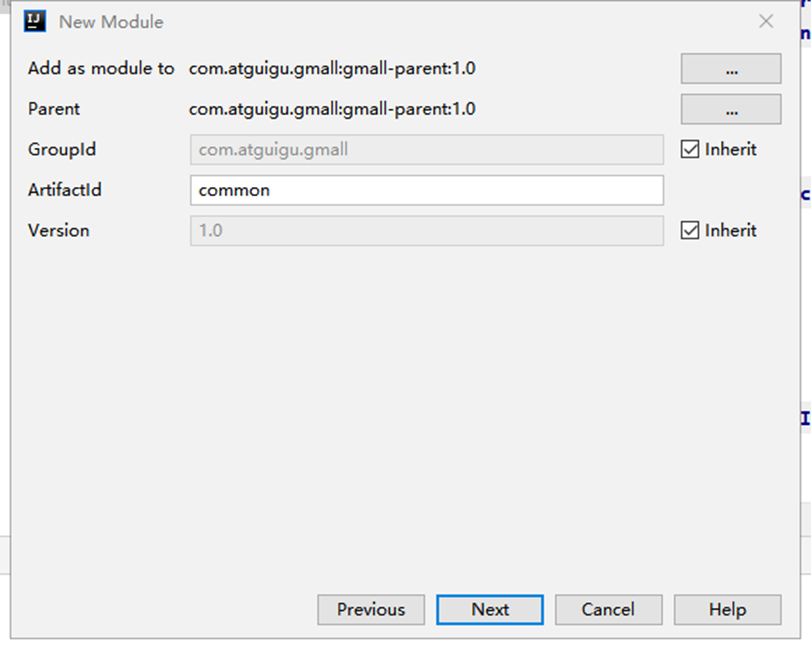 IJ New Module
Add as module to com.atguigu.gmall:gmall-parent:1.0 ...
Parent com.atguigu.gmall:gmall-parent:1.0 ...
GroupId com.atguigu.gmall Inherit
ArtifactId common
Version 1.0 Inherit
Previous Next Cancel Help